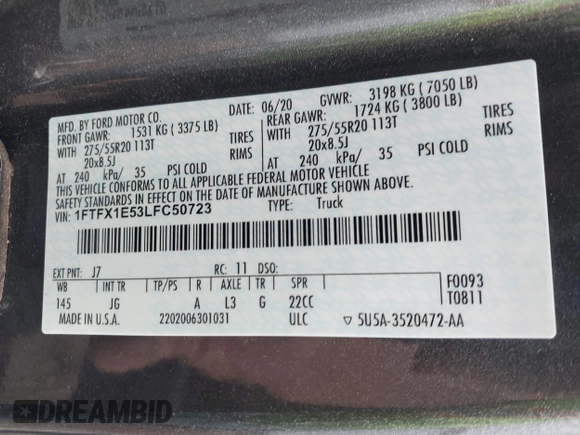 MFD. BY FORD MOTOR CO.
DATE: 06/20 GVWR: 3198 KG ( 7050 LB)
FRONT GAWR: 1531 KG ( 3375 LB)
REAR GAWR: 1724 KG ( 3800 LB)
WITH 275/55R20 113T TIRES
275/55R20 113T TIRES
20x8.5J RIMS
WITH 20x8.5J RIMS
AT 240 kPa/ 35 PSI COLD
AT 240 kPa/ 35 PSI COLD
THIS VEHICLE CONFORMS TO ALL APPLICABLE FEDERAL MOTOR VEHICLE
SAFETY STANDARDS IN EFFECT ON THE DATE OF MANUFACTURE SHOWN ABOVE.
VIN: 1FTFX1E53LFC50723 TYPE: Truck
EXT PNT: J7 RC: 11 DSO:
WB INT TR TP/PS R AXLE TR SPR F0093
145 JG A L3 G 22CC T0811
MADE IN U.S.A. 2202006301031 ULC ▽ 5U5A-3520472-AA
DREAMBID